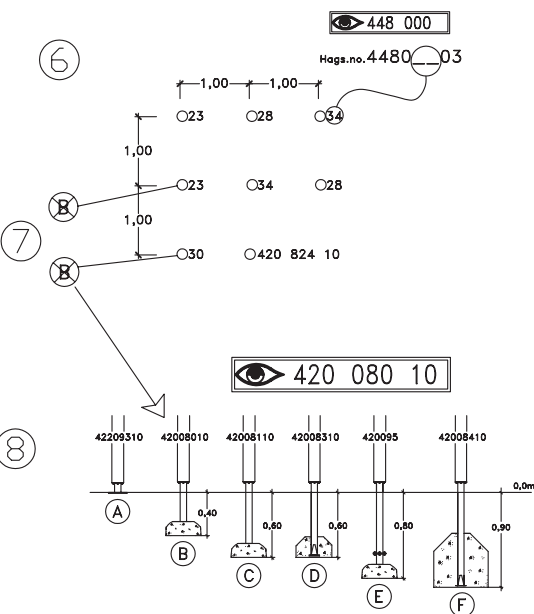 448 000
Hags.no.4480__03
6
1,00 1,00
23 28 34
1,00
23 34 28
B
1,00
7
30 420 824 10
B
420 080 10
8
42209310 42008010 42008110 42008310 420095 42008410
0,0m
A
0,40 0,60 0,60 0,80 0,90
B
C D
E
F